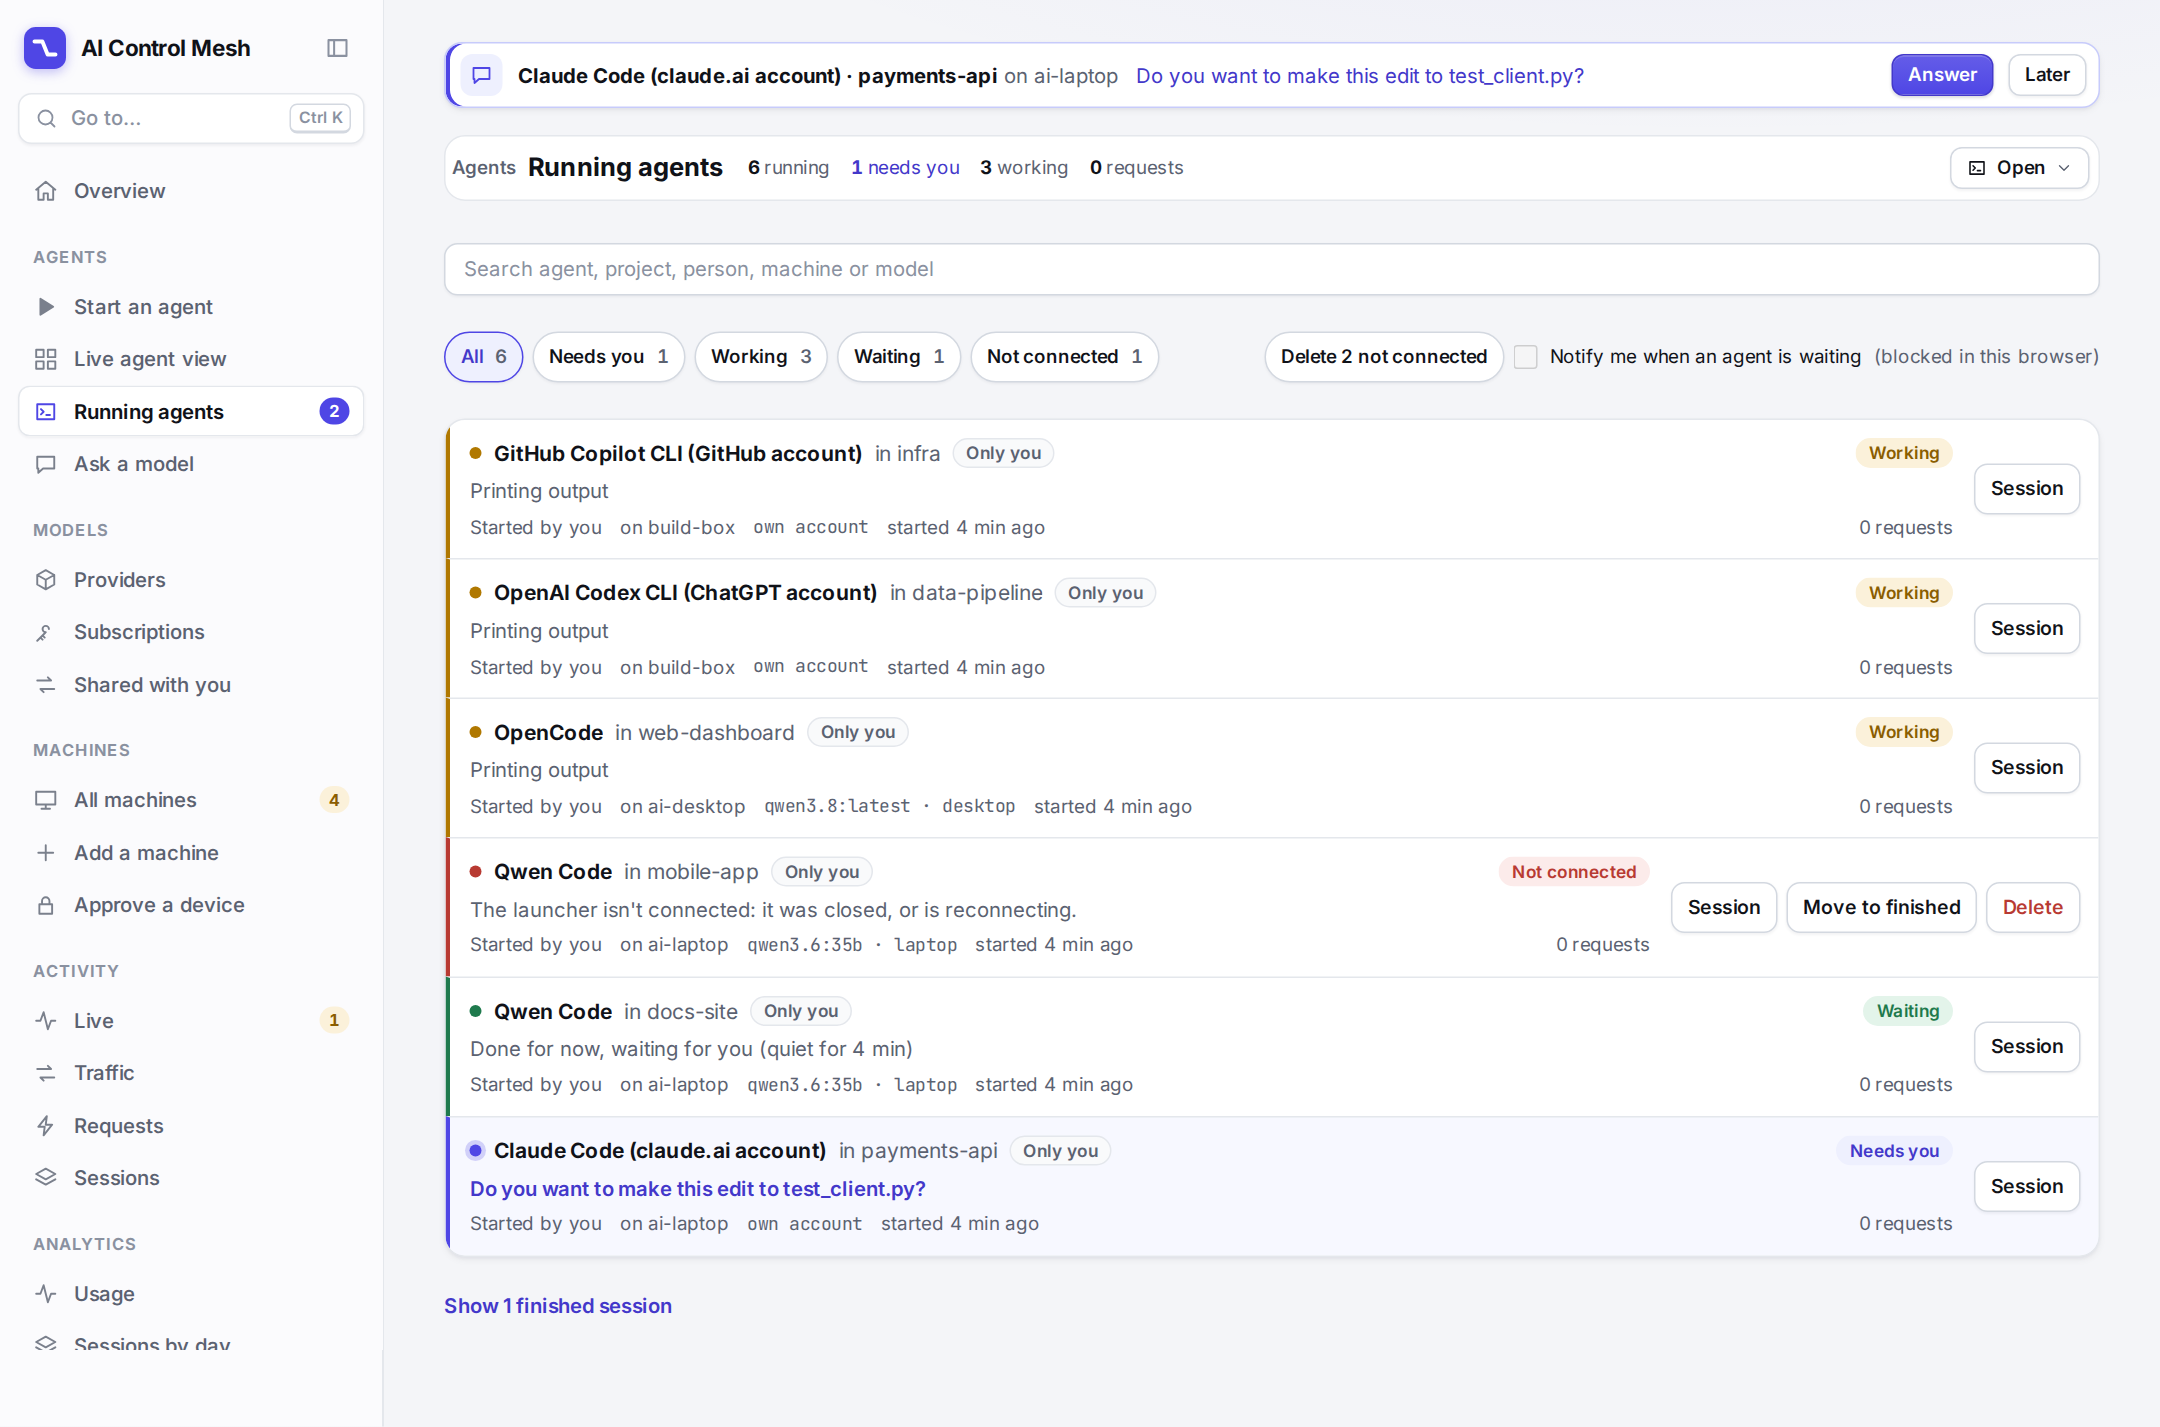 AI Control Mesh
Go to... Ctrl K
Overview
AGENTS
Start an agent
Live agent view
Running agents 2
Ask a model
MODELS
Providers
Subscriptions
Shared with you
MACHINES
All machines 4
Add a machine
Approve a device
ACTIVITY
Live 1
Traffic
Requests
Sessions
ANALYTICS
Usage
Sessions by day
Claude Code (claude.ai account) · payments-api on ai-laptop Do you want to make this edit to test_client.py? Answer Later
Agents Running agents 6 running 1 needs you 3 working 0 requests Open
Search agent, project, person, machine or model
All 6 Needs you 1 Working 3 Waiting 1 Not connected 1 Delete 2 not connected Notify me when an agent is waiting (blocked in this browser)
GitHub Copilot CLI (GitHub account) in infra Only you Working
Printing output Session
Started by you on build-box own account started 4 min ago 0 requests
OpenAI Codex CLI (ChatGPT account) in data-pipeline Only you Working
Printing output Session
Started by you on build-box own account started 4 min ago 0 requests
OpenCode in web-dashboard Only you Working
Printing output Session
Started by you on ai-desktop qwen3.8:latest · desktop started 4 min ago 0 requests
Qwen Code in mobile-app Only you Not connected
The launcher isn't connected: it was closed, or is reconnecting. Session Move to finished Delete
Started by you on ai-laptop qwen3.6:35b · laptop started 4 min ago 0 requests
Qwen Code in docs-site Only you Waiting
Done for now, waiting for you (quiet for 4 min) Session
Started by you on ai-laptop qwen3.6:35b · laptop started 4 min ago 0 requests
Claude Code (claude.ai account) in payments-api Only you Needs you
Do you want to make this edit to test_client.py? Session
Started by you on ai-laptop own account started 4 min ago 0 requests
Show 1 finished session